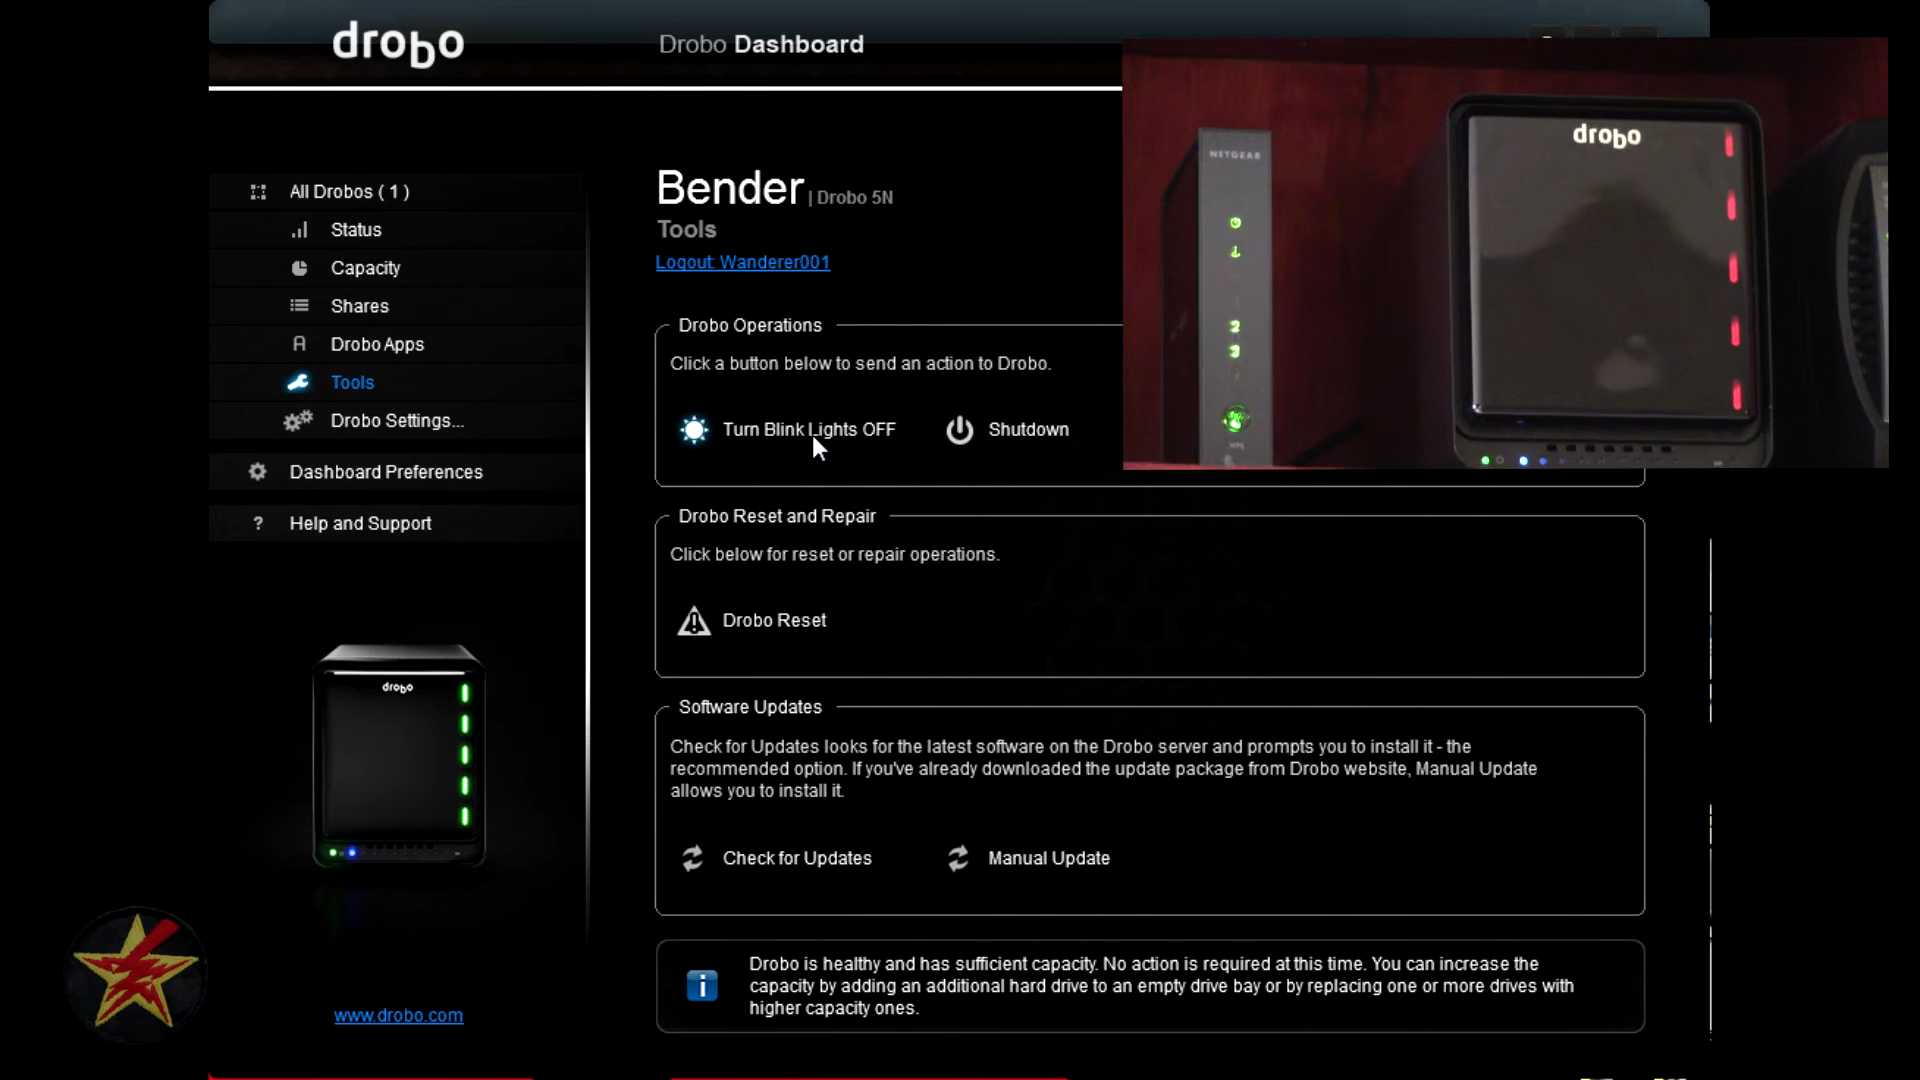 drobo
Drobo Dashboard
All Drobos ( 1 )
Status
Capacity
Shares
Drobo Apps
Tools
Drobo Settings...
Dashboard Preferences
? Help and Support
drobo
www.drobo.com
Bender | Drobo 5N
Tools
Logout: Wanderer001
Drobo Operations
Click a button below to send an action to Drobo.
Turn Blink Lights OFF
Shutdown
Drobo Reset and Repair
Click below for reset or repair operations.
Drobo Reset
Software Updates
Check for Updates looks for the latest software on the Drobo server and prompts you to install it - the
recommended option. If you've already downloaded the update package from Drobo website, Manual Update
allows you to install it.
Check for Updates
Manual Update
Drobo is healthy and has sufficient capacity. No action is required at this time. You can increase the
capacity by adding an additional hard drive to an empty drive bay or by replacing one or more drives with
higher capacity ones.
NETGEAR
2
3
WPS
drobo